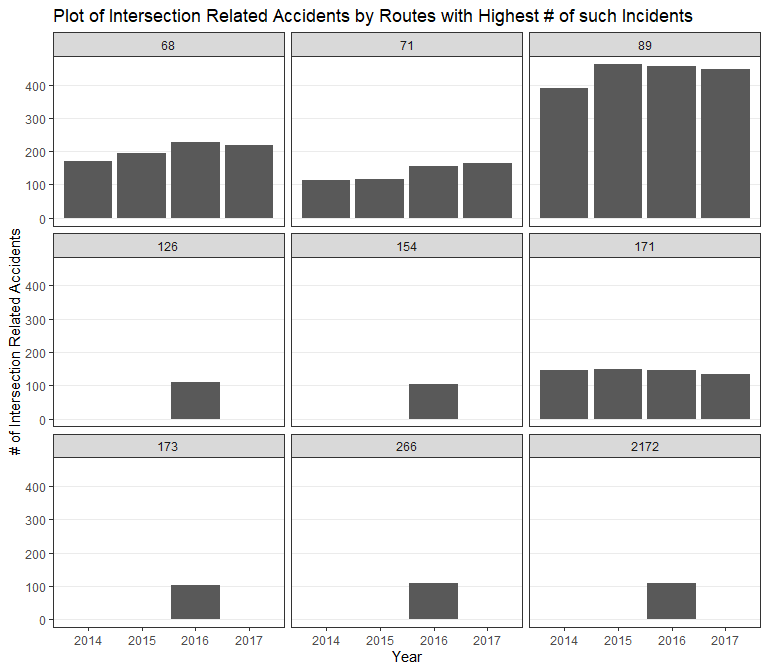 Plot of Intersection Related Accidents by Routes with Highest # of such Incidents
68 71 89
400
300
200
100
0
126 154 171
400
300
200
100
0
173 266 2172
400
300
200
100
0
2014 2015 2016 2017 2014 2015 2016 2017 2014 2015 2016 2017
Year
# of Intersection Related Accidents